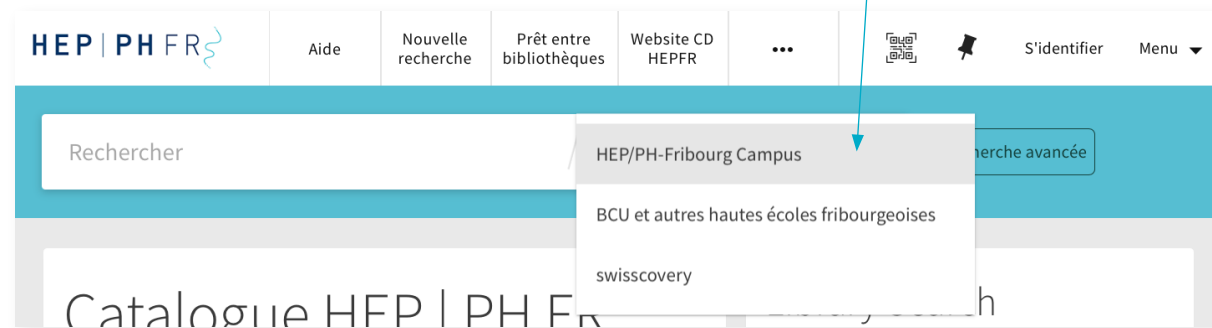 HEP|PH FR
Aide
Nouvelle
recherche
Prêt entre
bibliothèques
Website CD
HEPFR
•••
S'identifier
Menu
Rechercher
HEP/PH-Fribourg Campus
avancée
BCU et autres hautes écoles fribourgeoises
swisscovery
Catalogue HEP | PH FR